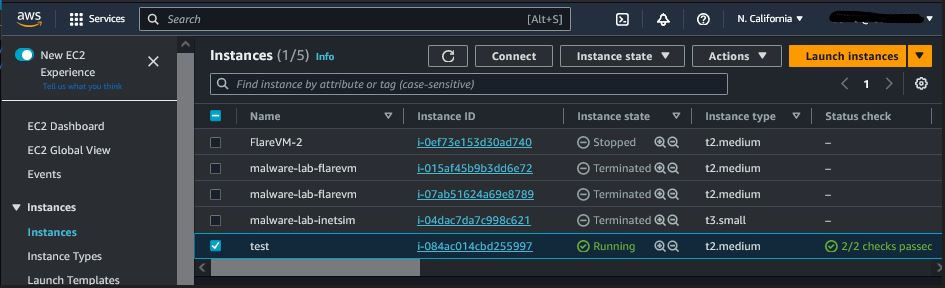 aws Services Search [Alt+S] N. California
New EC2 Experience
Tell us what you think
EC2 Dashboard
EC2 Global View
Events
Instances
Instances
Instance Types
Launch Templates
Instances (1/5) Info Connect Instance state Actions Launch instances
Find instance by attribute or tag (case-sensitive) 1
Name Instance ID Instance state Instance type Status check
FlareVM-2 i-0ef73e153d30ad740 Stopped t2.medium –
malware-lab-flarevm i-015af45b9b3dd6e72 Terminated t2.medium –
malware-lab-flarevm i-07ab51624a69e8789 Terminated t2.medium –
malware-lab-inetsim i-04dac7da7c998c621 Terminated t3.small –
test i-084ac014cbd255997 Running t2.medium 2/2 checks passec